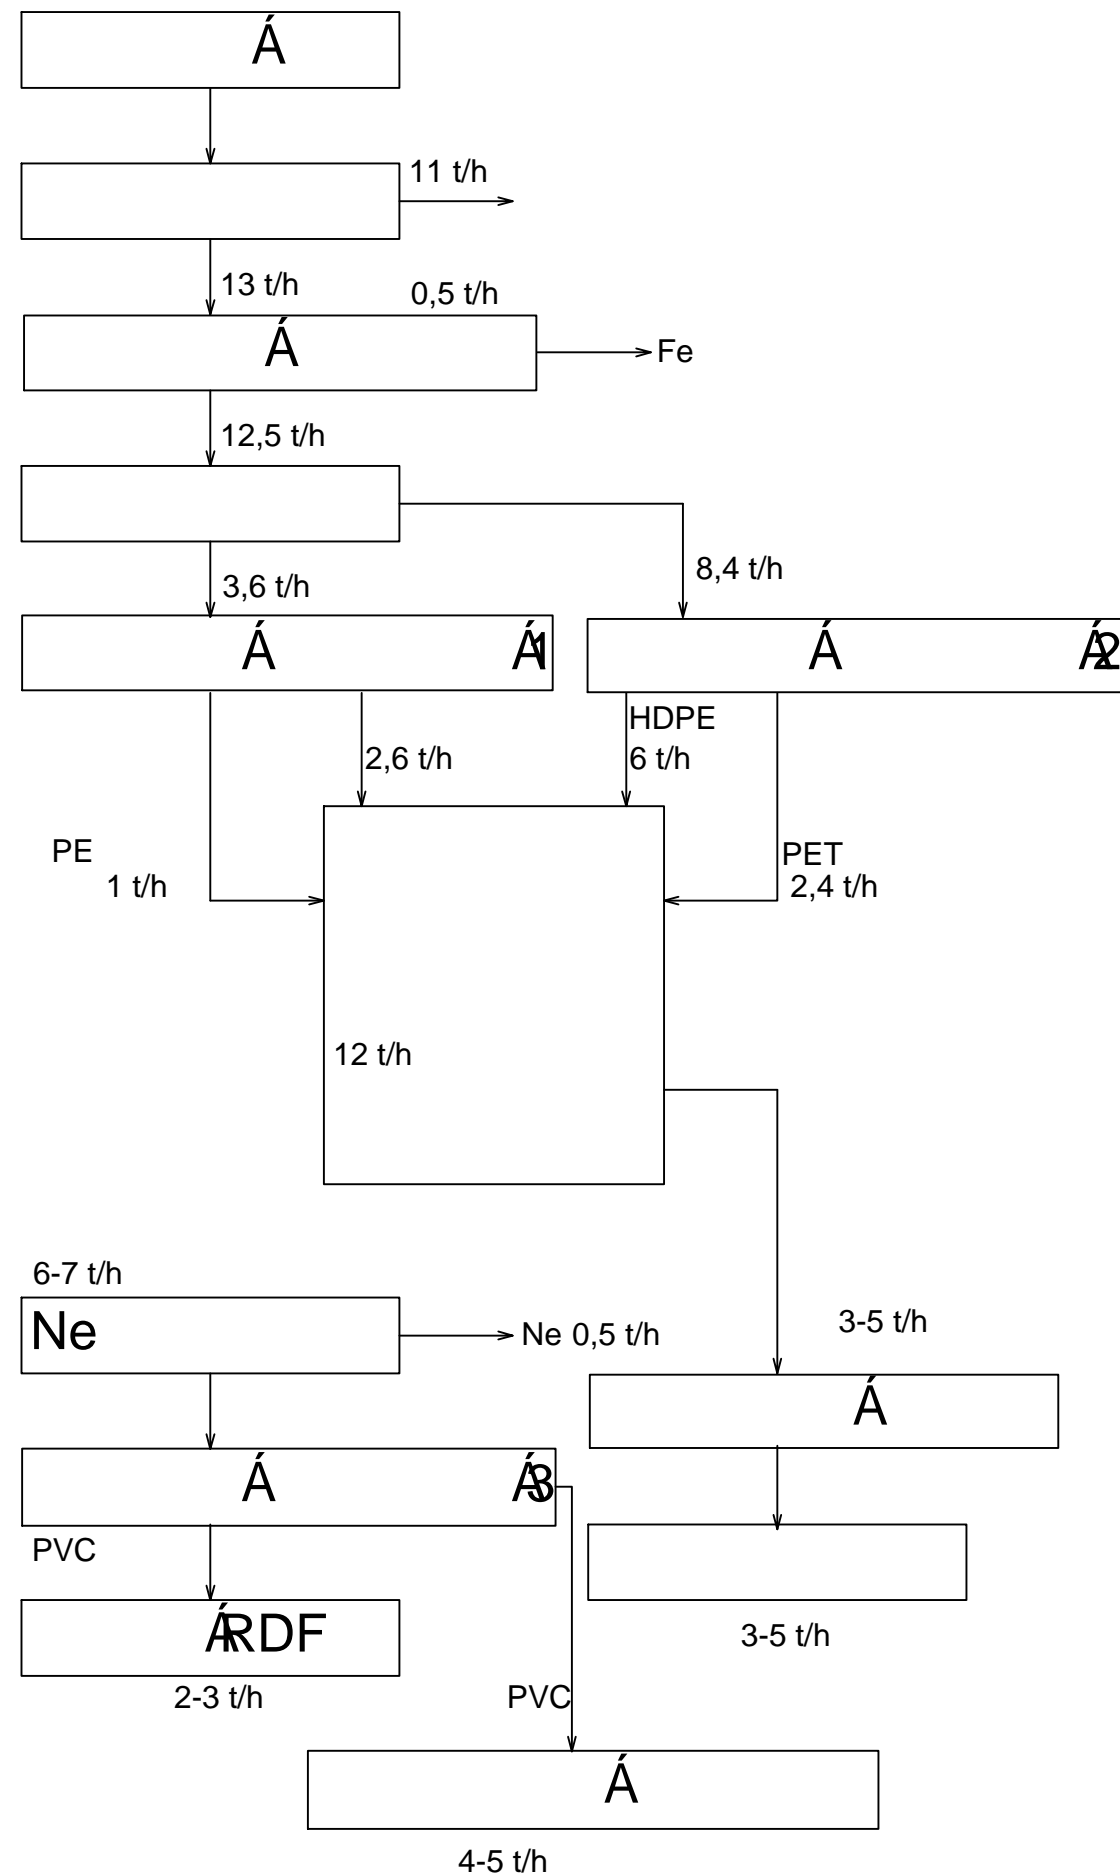 Á
11 t/h
13 t/h
0,5 t/h
Á
Fe
12,5 t/h
3,6 t/h
8,4 t/h
Á Á1
Á Á2
HDPE
2,6 t/h
6 t/h
PE
PET
1 t/h
2,4 t/h
12 t/h
6-7 t/h
Ne
Ne 0,5 t/h
3-5 t/h
Á
Á Á3
PVC
ÁRDF
3-5 t/h
2-3 t/h
PVC
Á
4-5 t/h